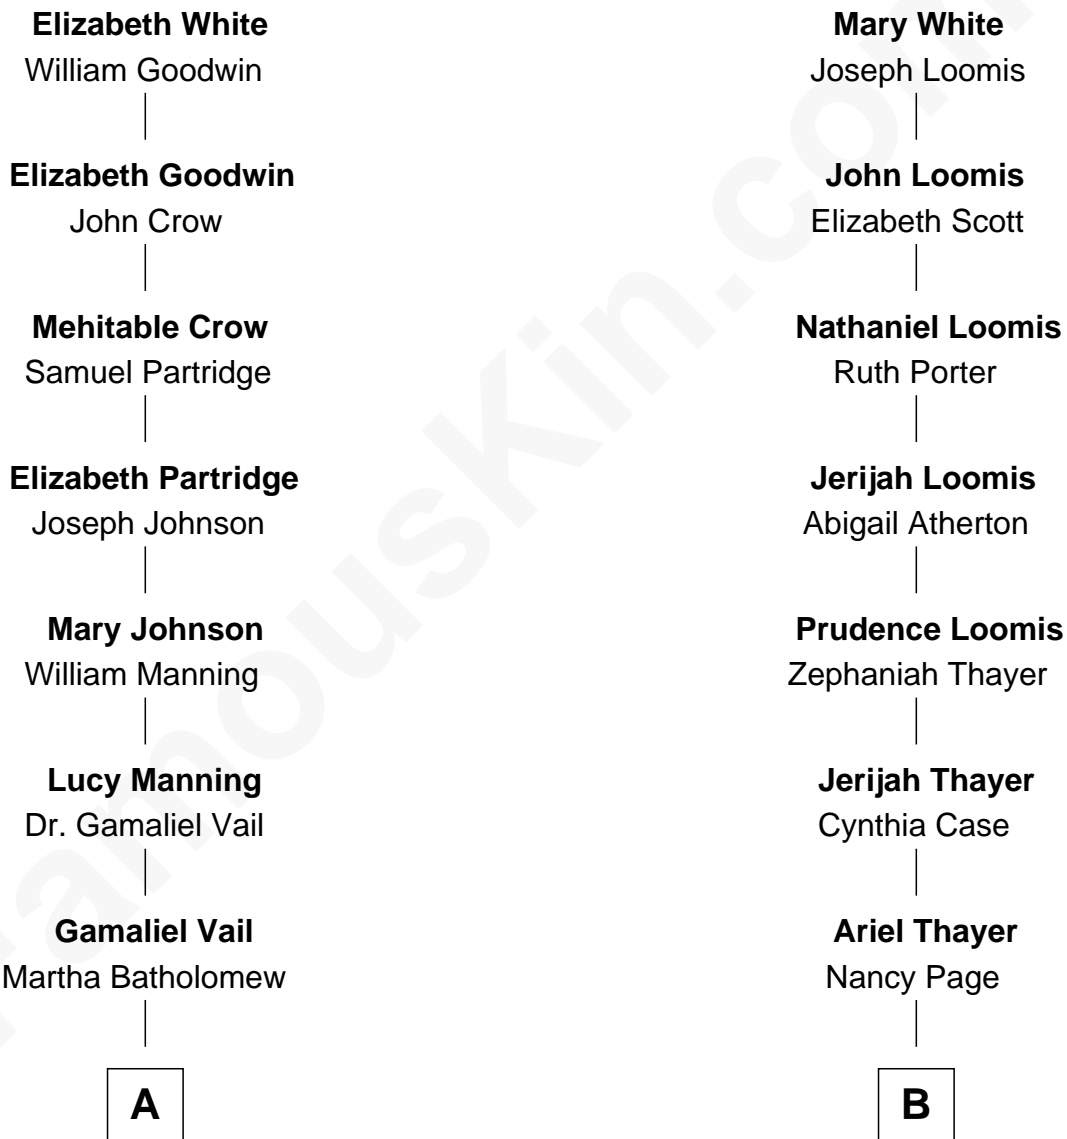 Elizabeth White
William Goodwin
Elizabeth Goodwin
John Crow
Mehitable Crow
Samuel Partridge
Elizabeth Partridge
Joseph Johnson
Mary Johnson
William Manning
Lucy Manning
Dr. Gamaliel Vail
Gamaliel Vail
Martha Batholomew
A
Mary White
Joseph Loomis
John Loomis
Elizabeth Scott
Nathaniel Loomis
Ruth Porter
Jerijah Loomis
Abigail Atherton
Prudence Loomis
Zephaniah Thayer
Jerijah Thayer
Cynthia Case
Ariel Thayer
Nancy Page
B
FamousKin.com